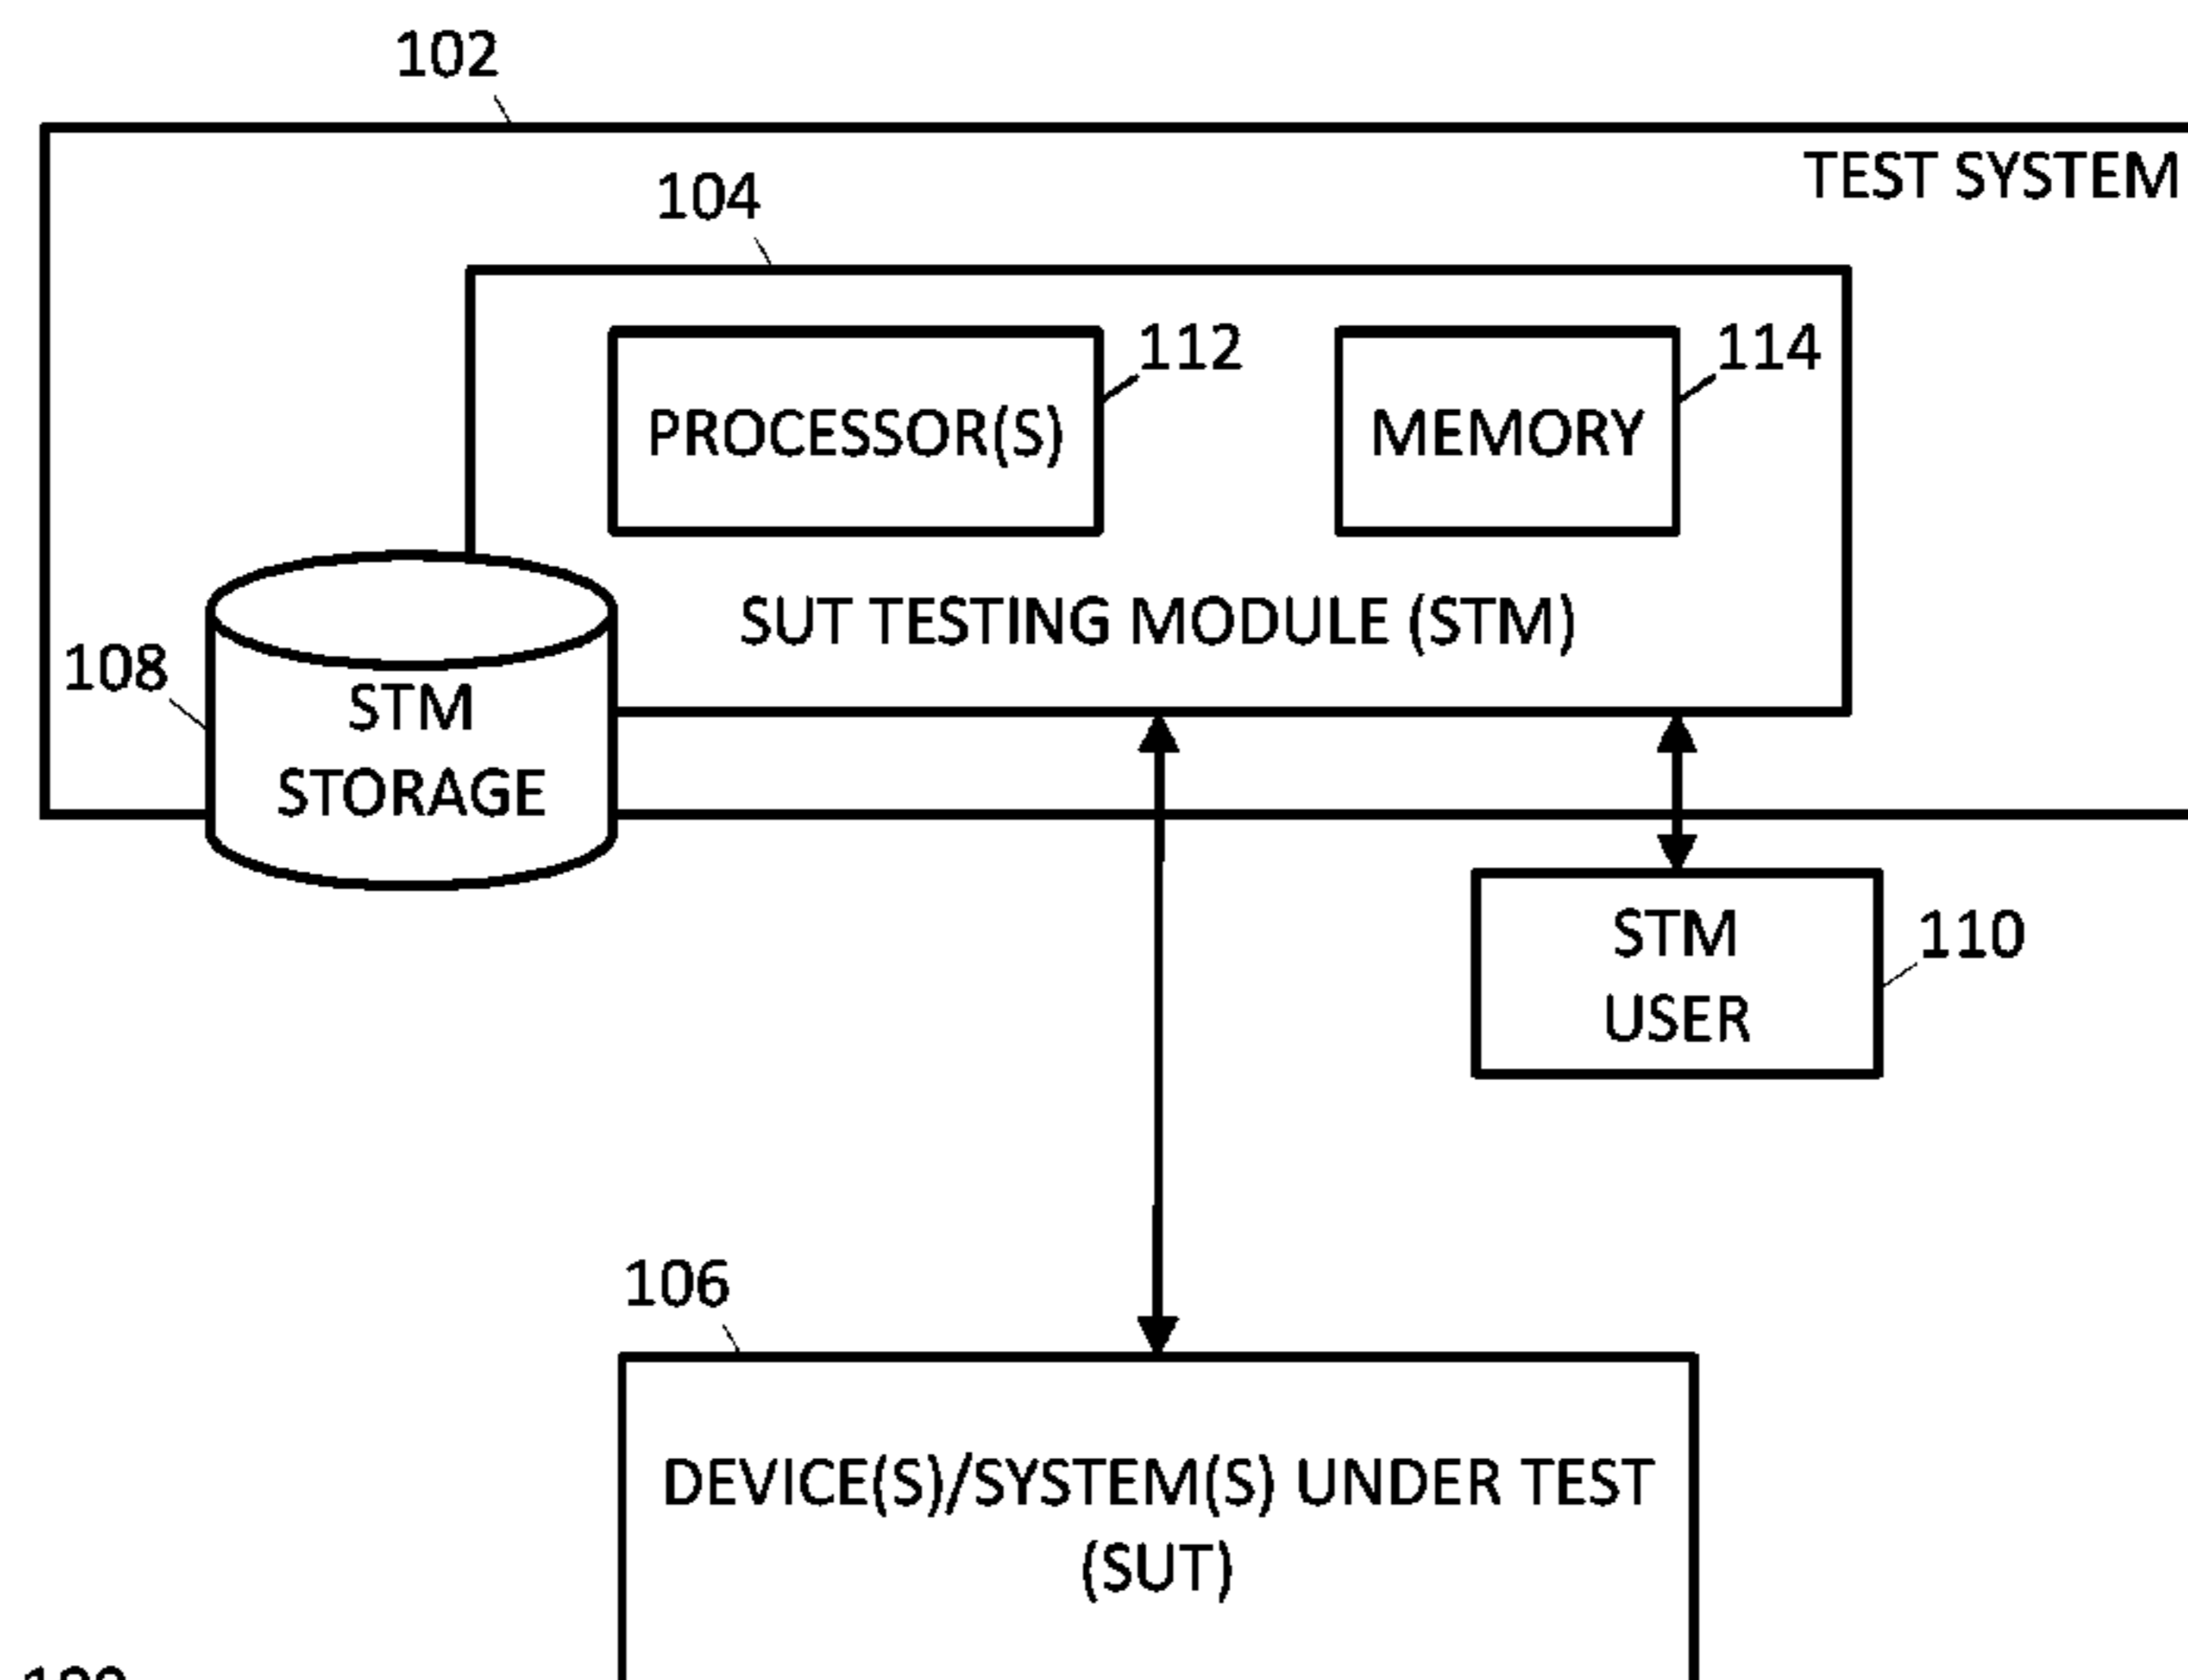 102
TEST SYSTEM
104
112
114
PROCESSOR(S)
MEMORY
SUT TESTING MODULE (STM)
108
STM
STORAGE
STM
USER
110
106
DEVICE(S)/SYSTEM(S) UNDER TEST
(SUT)